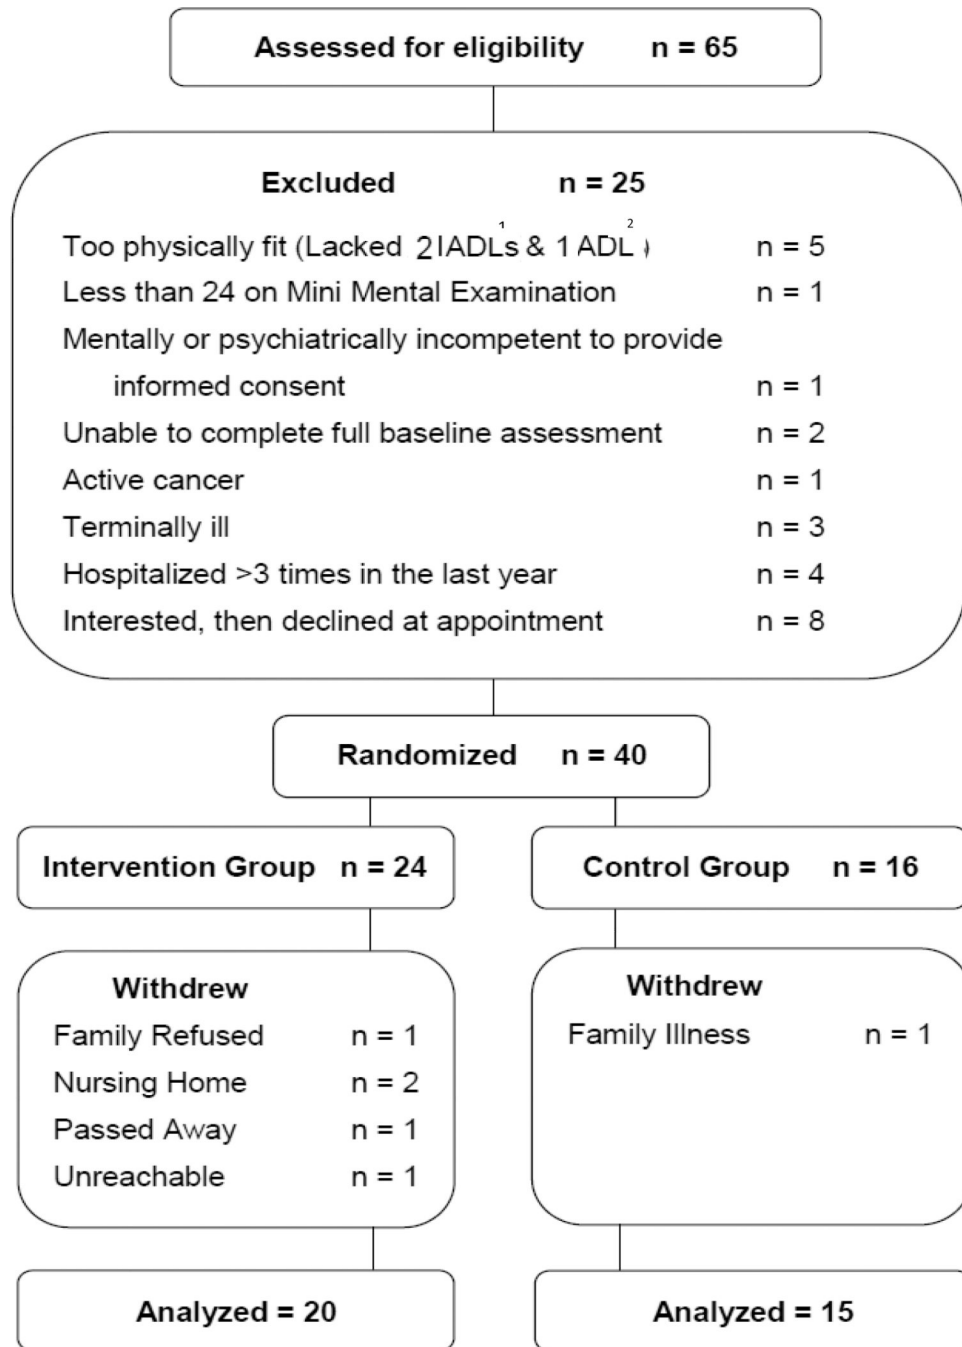 Assessed for eligibility n = 65
Excluded n = 25
Too physically fit (Lacked 2 IADL¹s & 1 ADL²) n = 5
Less than 24 on Mini Mental Examination n = 1
Mentally or psychiatrically incompetent to provide
informed consent n = 1
Unable to complete full baseline assessment n = 2
Active cancer n = 1
Terminally ill n = 3
Hospitalized >3 times in the last year n = 4
Interested, then declined at appointment n = 8
Randomized n = 40
Intervention Group n = 24
Control Group n = 16
Withdrew
Family Refused n = 1
Nursing Home n = 2
Passed Away n = 1
Unreachable n = 1
Withdrew
Family Illness n = 1
Analyzed = 20
Analyzed = 15